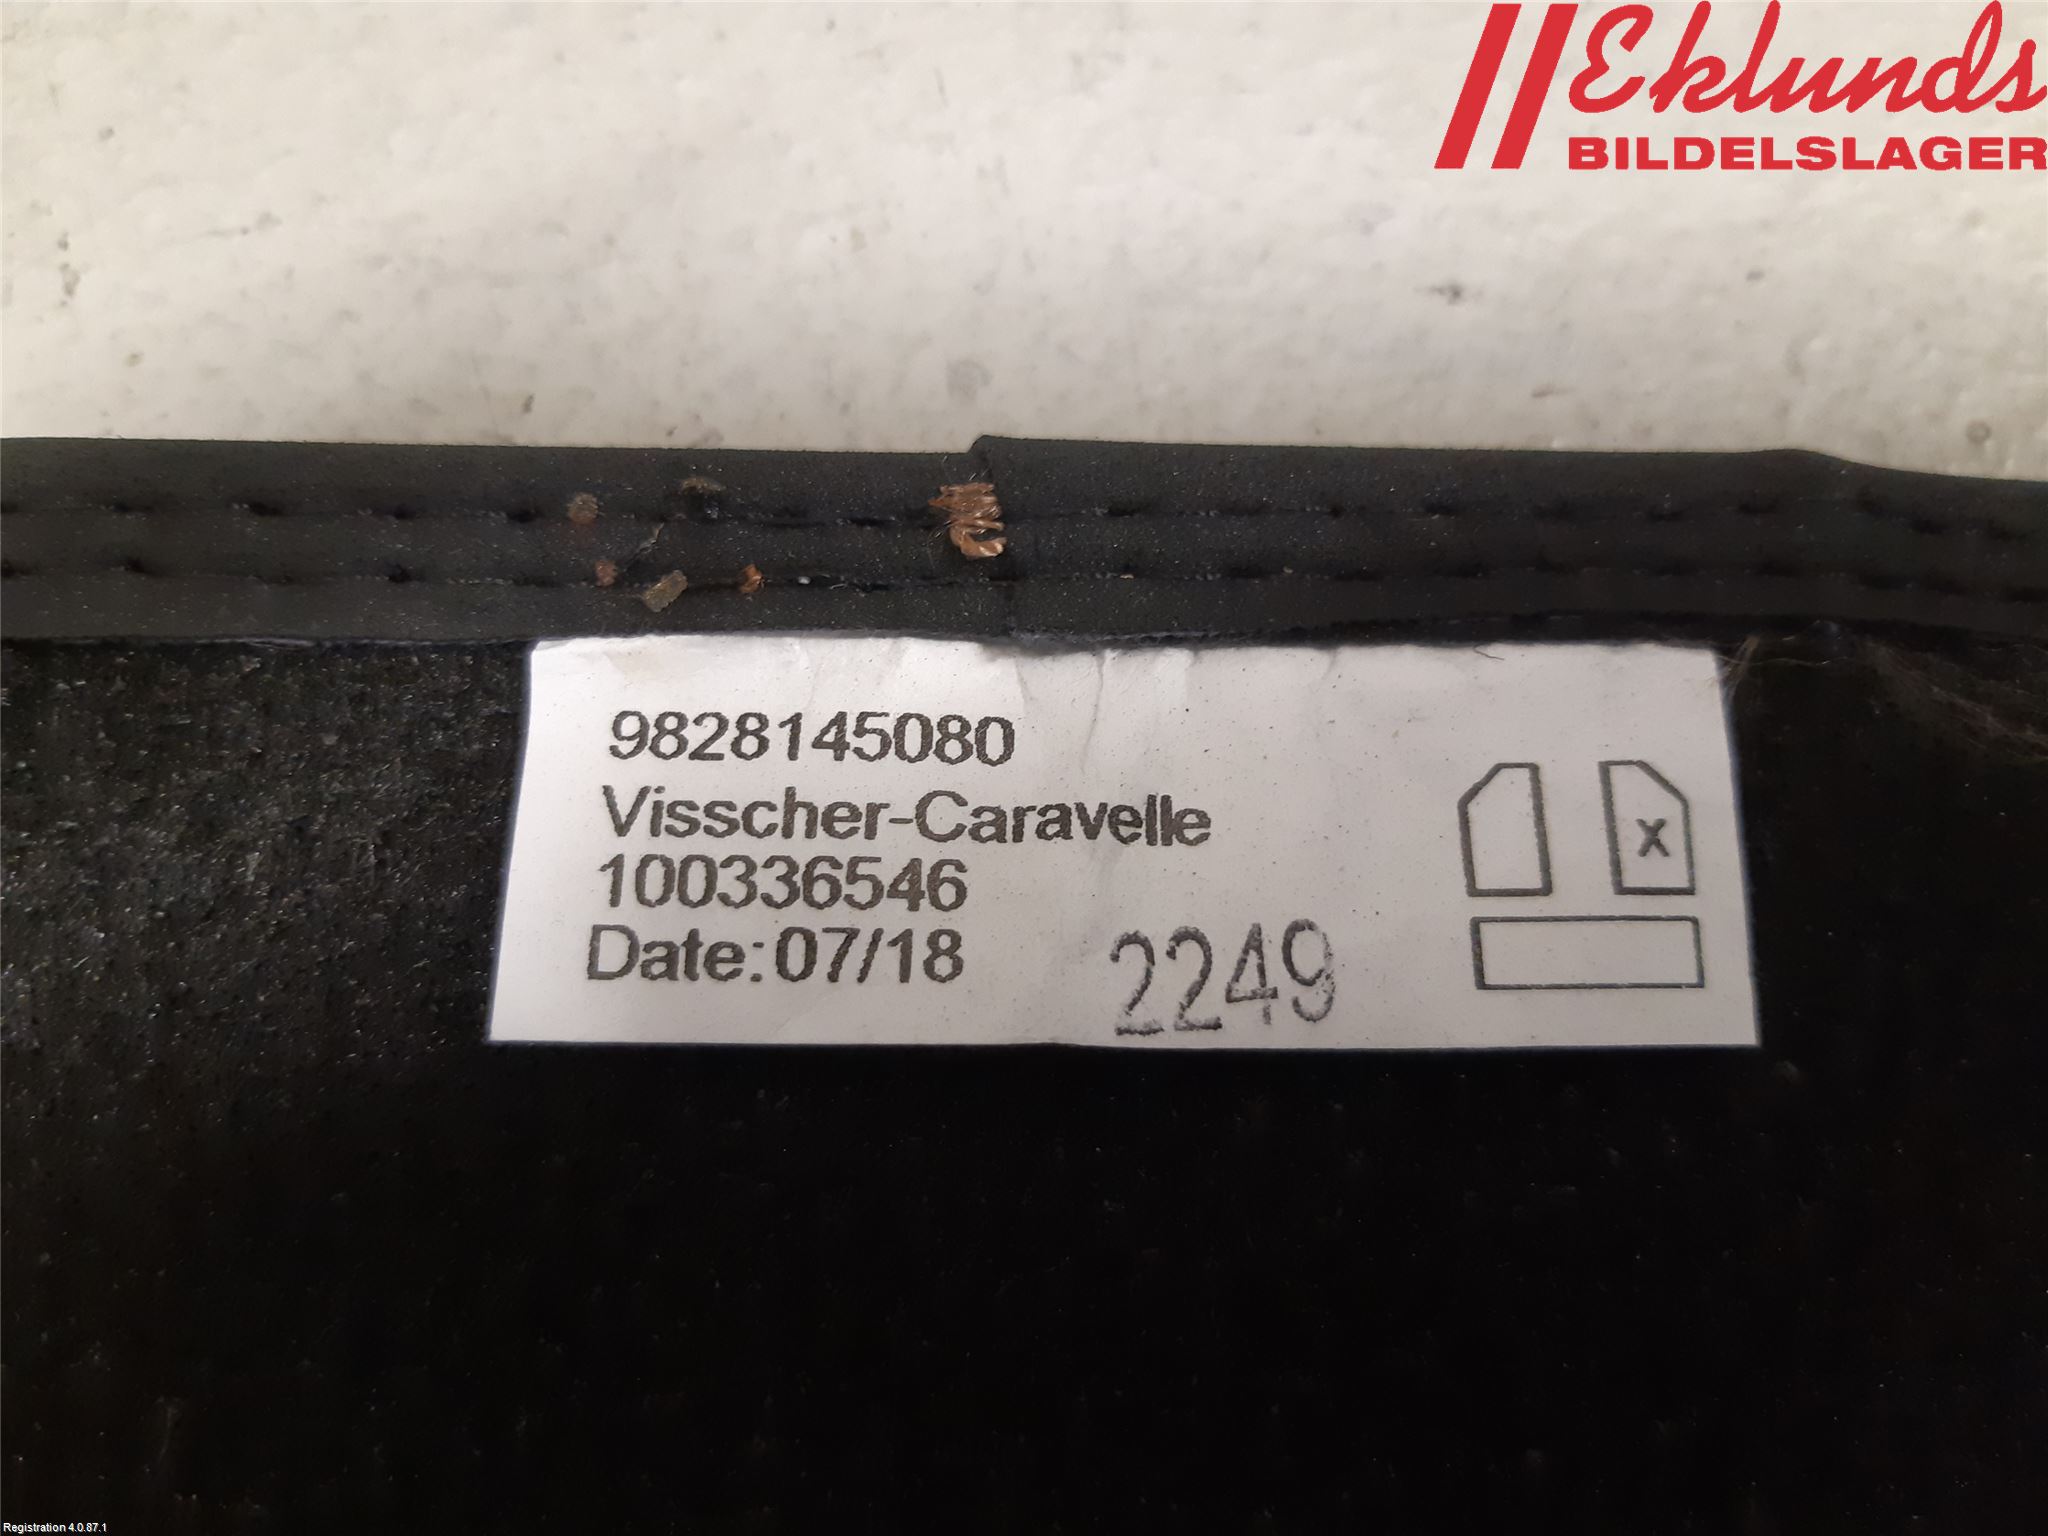 Eklunds
BILDELSLAGER
9828145080
Visscher-Caravelle
100336546
Date:07/18
2249
X
Registration 4.0.87.1